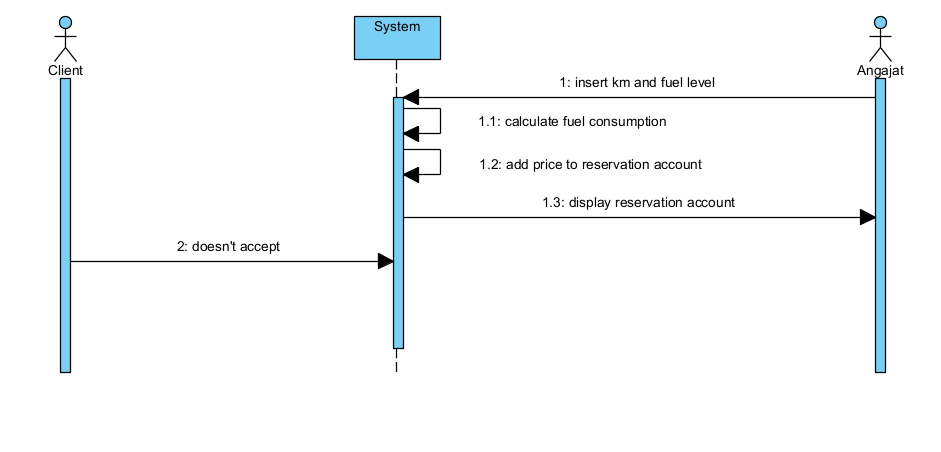 System
Client
Angajat
1: insert km and fuel level
1.1: calculate fuel consumption
1.2: add price to reservation account
1.3: display reservation account
2: doesn't accept